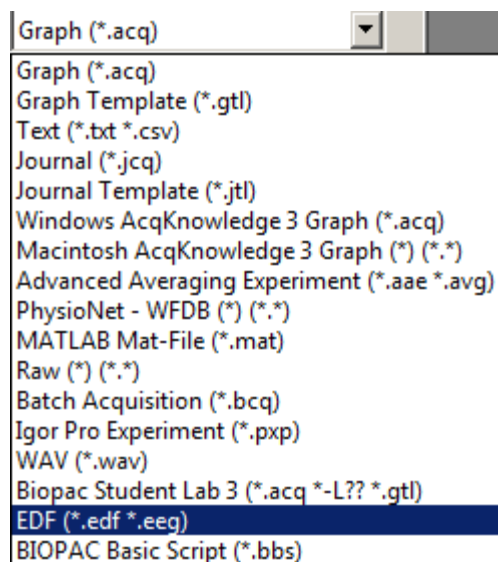 Graph (*.acq)
Graph (*.acq)
Graph Template (*.gtl)
Text (*.txt *.csv)
Journal (*.jcq)
Journal Template (*.jtl)
Windows AcqKnowledge 3 Graph (*.acq)
Macintosh AcqKnowledge 3 Graph (*) (*.*)
Advanced Averaging Experiment (*.aae *.avg)
PhysioNet - WFDB (*) (*.*)
MATLAB Mat-File (*.mat)
Raw (*) (*.*)
Batch Acquisition (*.bcq)
Igor Pro Experiment (*.pxp)
WAV (*.wav)
Biopac Student Lab 3 (*.acq *-L?? *.gtl)
EDF (*.edf *.eeg)
BIOPAC Basic Script (*.bbs)